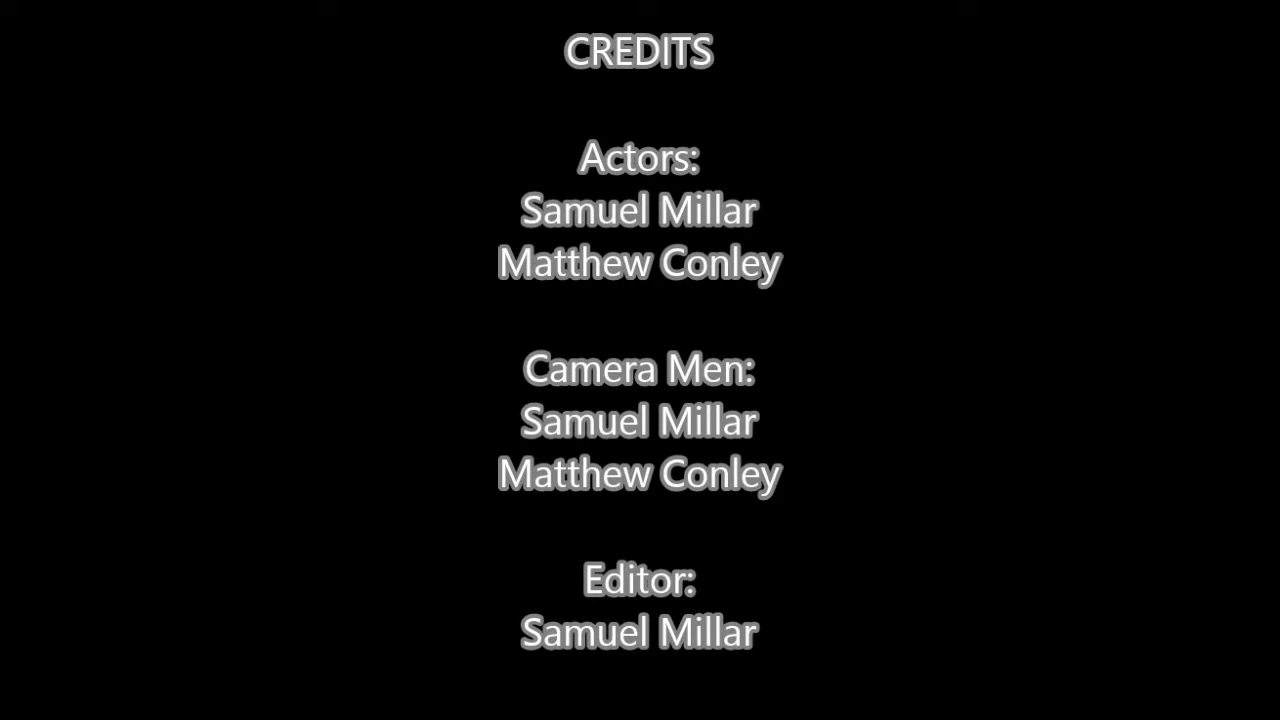 CREDITS
Actors:
Samuel Millar
Matthew Conley
Camera Men:
Samuel Millar
Matthew Conley
Editor:
Samuel Millar